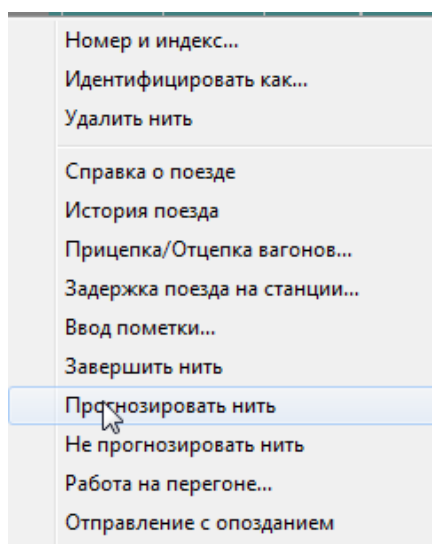 Номер и индекс...
Идентифицировать как...
Удалить нить
Справка о поезде
История поезда
Прицепка/Отцепка вагонов...
Задержка поезда на станции...
Ввод пометки...
Завершить нить
Прогнозировать нить
Не прогнозировать нить
Работа на перегоне...
Отправление с опозданием